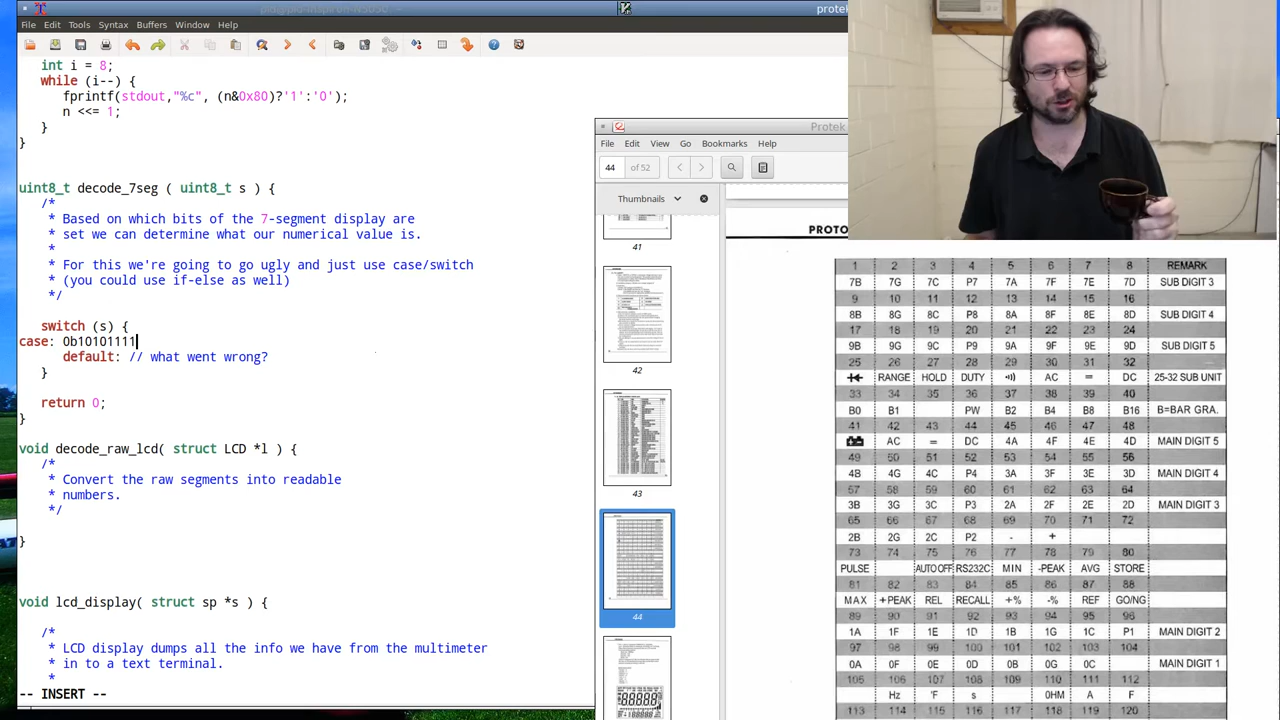 protek
File Edit Tools Syntax Buffers Window Help
int i = 8;
while (i--) {
fprintf(stdout,"%c", (n&0x80)?'1':'0');
n <<= 1;
}
}
uint8_t decode_7seg ( uint8_t s ) {
/*
* Based on which bits of the 7-segment display are
* set we can determine what our numerical value is.
*
* For this we're going to go ugly and just use case/switch
* (you could use if-else as well)
*/
switch (s) {
case: 0b10101111
default: // what went wrong?
}
return 0;
}
void decode_raw_lcd( struct LCD *l ) {
/*
* Convert the raw segments into readable
* numbers.
*/
}
void lcd_display( struct sp *s ) {
/*
* LCD display dumps all the info we have from the multimeter
* in to a text terminal.
*
-- INSERT --
Protek
File Edit View Go Bookmarks Help
44 of 52
Thumbnails
41
42
43
44
PROTO
1 2 3 4 5 6 7 8 REMARK
7B 7G 7C P7 7A 7F 7E 7D SUB DIGIT 3
9 10 11 12 13 14 15 16
8B 8G 8C P8 8A 8F 8E 8D SUB DIGIT 4
17 18 19 20 21 22 23 24
9B 9G 9C P9 9A 9F 9E 9D SUB DIGIT 5
25 26 27 28 29 30 31 32
RANGE HOLD DUTY AC = DC 25-32 SUB UNIT
33 34 35 36 37 38 39 40
B0 B1 PW B2 B4 B8 B16 B=BAR GRA.
41 42 43 44 45 46 47 48
AC = DC 4A 4F 4E 4D MAIN DIGIT 5
49 50 51 52 53 54 55 56
4B 4G 4C P4 3A 3F 3E 3D MAIN DIGIT 4
57 58 59 60 61 62 63 64
3B 3G 3C P3 2A 2F 2E 2D MAIN DIGIT 3
65 66 67 68 69 70 71 72
2B 2G 2C P2 - +
73 74 75 76 77 78 79 80
PULSE AUTO OFF RS232C MIN -PEAK AVG STORE
81 82 83 84 85 86 87 88
MAX +PEAK REL RECALL +% -% REF GO/NG
89 90 91 92 93 94 95 96
1A 1F 1E 1D 1B 1G 1C P1 MAIN DIGIT 2
97 98 99 100 101 102 103 104
0A 0F 0E 0D 0B 0G 0C MAIN DIGIT 1
105 106 107 108 109 110 111 112
Hz 'F s 0HM A F
113 114 115 116 117 118 119 120